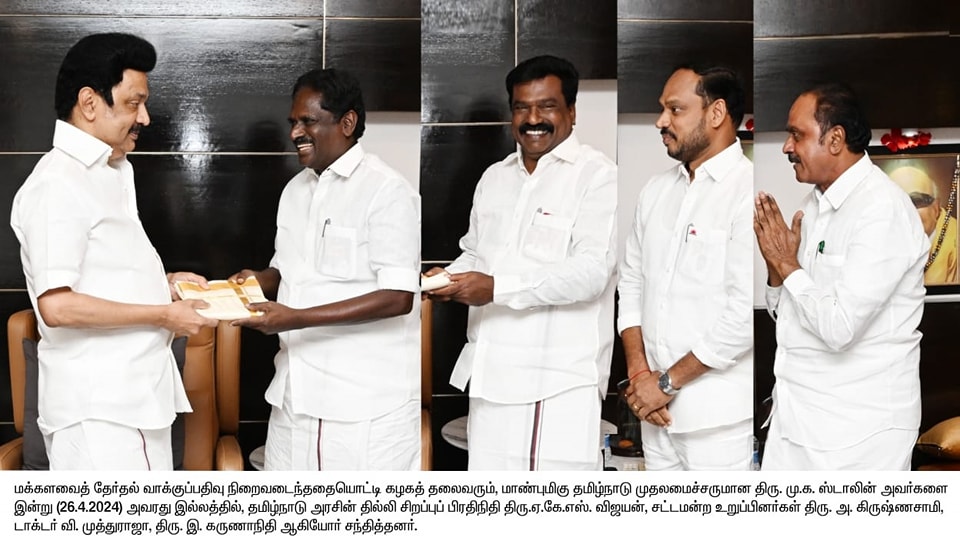 மக்களவைத் தேர்தல் வாக்குப்பதிவு நிறைவடைந்ததையொட்டி கழகத் தலைவரும், மாண்புமிகு தமிழ்நாடு முதலமைச்சருமான திரு. மு.க. ஸ்டாலின் அவர்களை
இன்று (26.4.2024) அவரது இல்லத்தில், தமிழ்நாடு அரசின் தில்லி சிறப்புப் பிரதிநிதி திரு.ஏ.கே.எஸ். விஜயன், சட்டமன்ற உறுப்பினர்கள் திரு. அ. கிருஷ்ணசாமி,
டாக்டர் வி. முத்துராஜா, திரு. இ. கருணாநிதி ஆகியோர் சந்தித்தனர்.